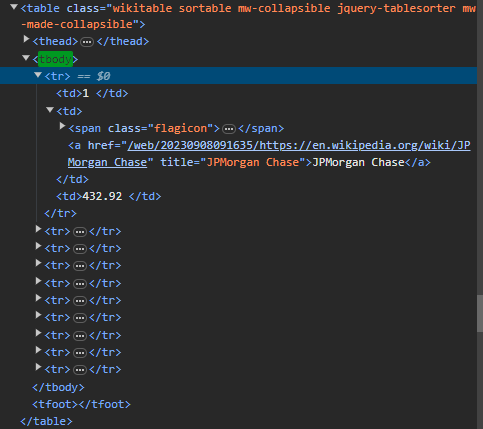 ▼<table class="wikitable sortable mw-collapsible jquery-tablesorter mw
-made-collapsible">
▶<thead>…</thead>
▼<tbody>
▼<tr> == $0
<td>1 </td>
▼<td>
▶<span class="flagicon">…</span>
<a href="/web/20230908091635/https://en.wikipedia.org/wiki/JP
Morgan Chase" title="JPMorgan Chase">JPMorgan Chase</a>
</td>
<td>432.92 </td>
</tr>
▶<tr>…</tr>
▶<tr>…</tr>
▶<tr>…</tr>
▶<tr>…</tr>
▶<tr>…</tr>
▶<tr>…</tr>
▶<tr>…</tr>
▶<tr>…</tr>
▶<tr>…</tr>
</tbody>
<tfoot></tfoot>
</table>